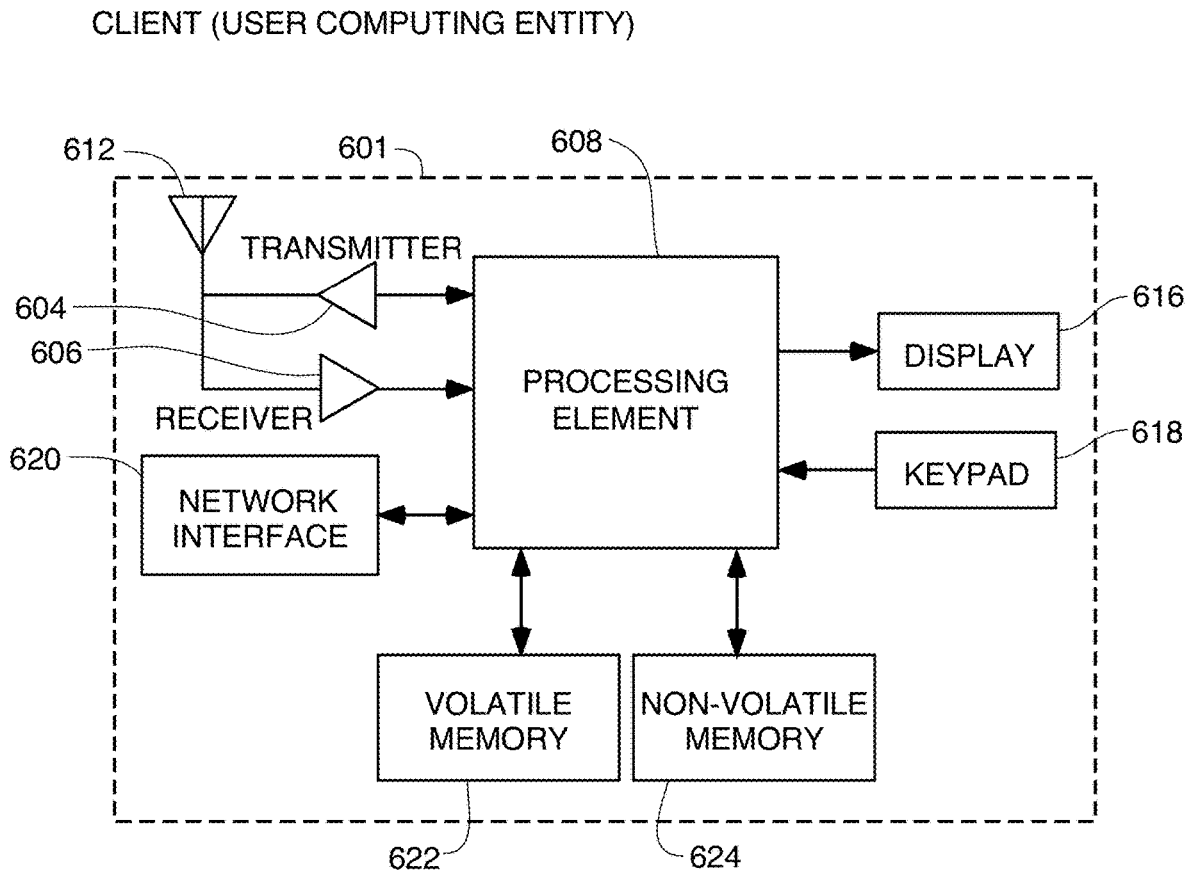 CLIENT (USER COMPUTING ENTITY)
612
601
608
TRANSMITTER
604
616
DISPLAY
606
PROCESSING
ELEMENT
RECEIVER
618
KEYPAD
620
NETWORK
INTERFACE
VOLATILE
MEMORY
NON-VOLATILE
MEMORY
622
624